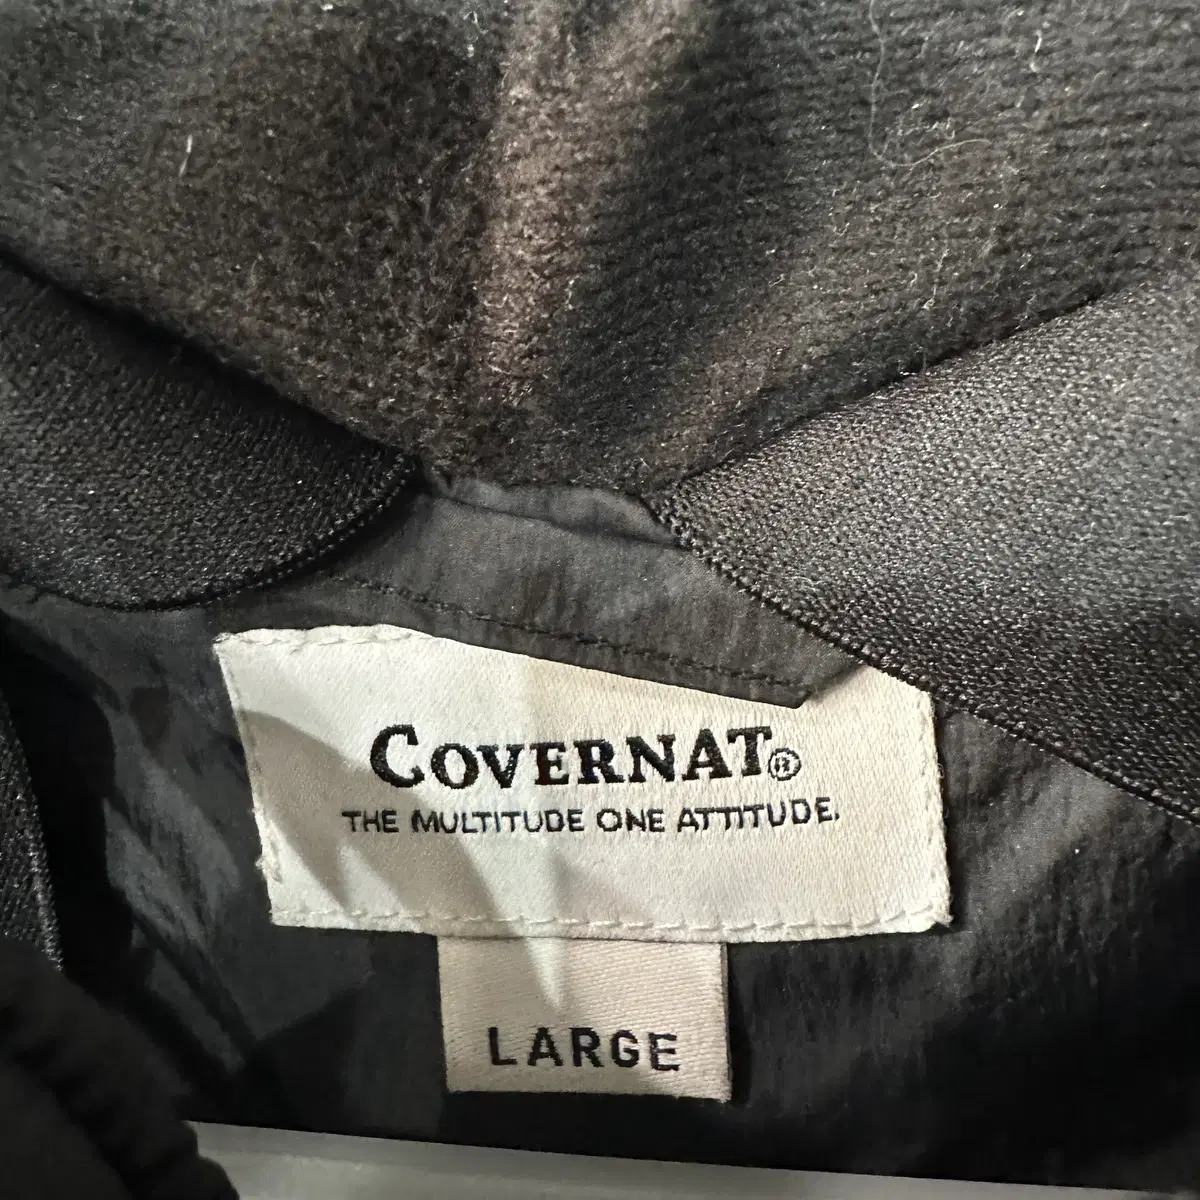 COVERNAT®
THE MULTITUDE ONE ATTITUDE.
LARGE